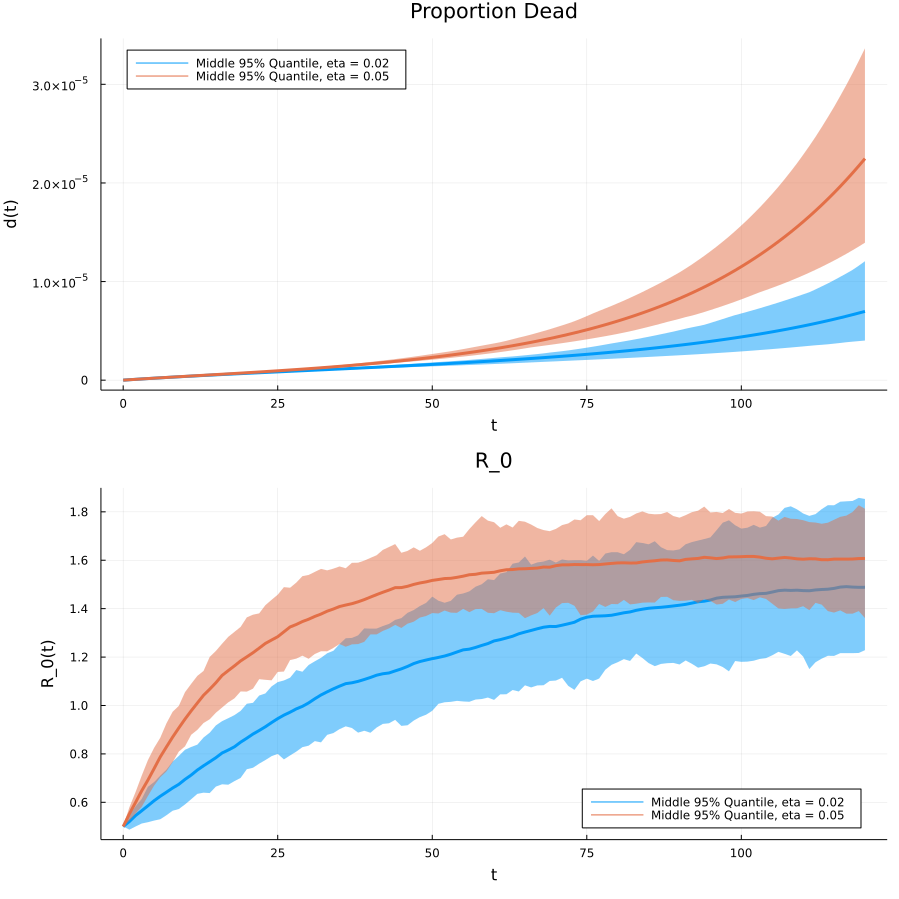 Proportion Dead
Middle 95% Quantile, eta = 0.02
Middle 95% Quantile, eta = 0.05
3.0×10⁻⁵
2.0×10⁻⁵
1.0×10⁻⁵
0
d(t)
0 25 50 75 100
t
R_0
1.8
1.6
1.4
1.2
1.0
0.8
0.6
R_0(t)
Middle 95% Quantile, eta = 0.02
Middle 95% Quantile, eta = 0.05
0 25 50 75 100
t